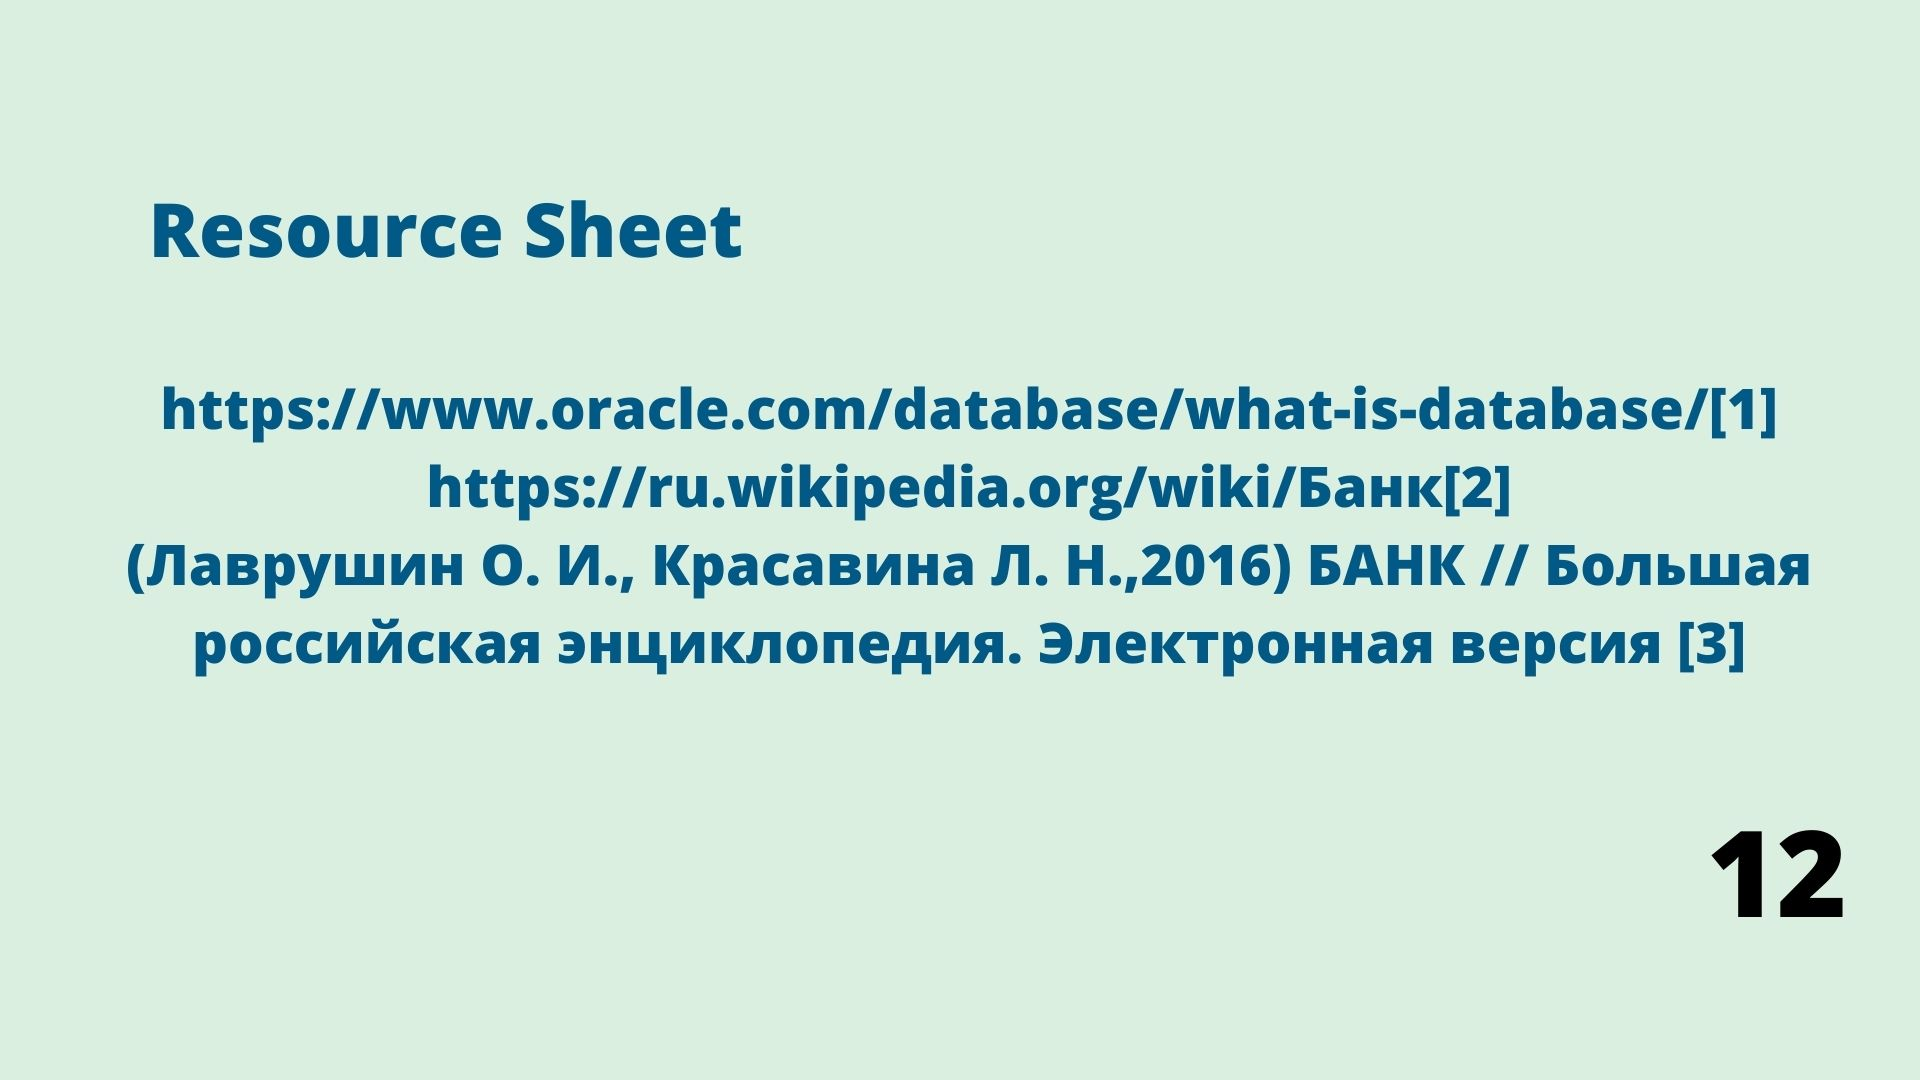 Resource Sheet
https://www.oracle.com/database/what-is-database/[1]
https://ru.wikipedia.org/wiki/Банк[2]
(Лаврушин О. И., Красавина Л. Н.,2016) БАНК // Большая
российская энциклопедия. Электронная версия [3]
12